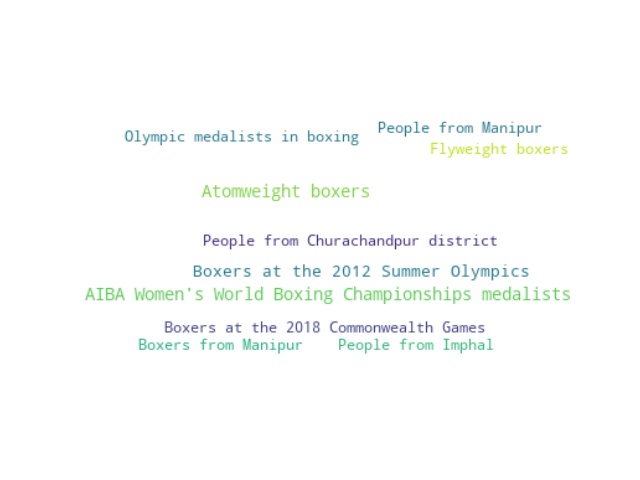 People from Manipur
Olympic medalists in boxing
Flyweight boxers
Atomweight boxers
People from Churachandpur district
Boxers at the 2012 Summer Olympics
AIBA Women's World Boxing Championships medalists
Boxers at the 2018 Commonwealth Games
Boxers from Manipur People from Imphal